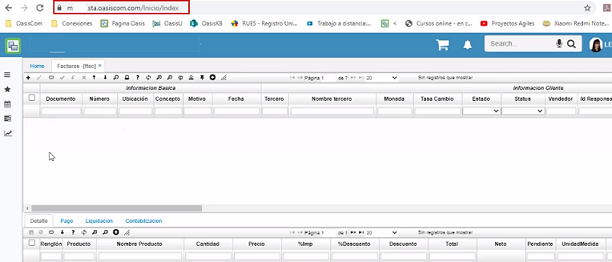 m sta.oasiscom.com/Inicio/Index
OasisCom Página Oasis OasisU OasisKB RUES - Registro Uni... Trabajo a distancia:... Cursos online - en c... Proyectos Agiles Xiaomi Redmi Note...
Search... LE
Home Facturas -[ffac] ×
Página 1 de ? 20 Sin registros que mostrar
Informacion Basica Informacion Cliente
Documento Número Ubicación Concepto Motivo Fecha Tercero Nombre tercero Moneda Tasa Cambio Estado Status Vendedor Id Responsa
Detalle Pago Liquidacion Contabilizacion
Página 1 de 1 20 Sin registros que mostrar
Renglón Producto Nombre Producto Cantidad Precio %Imp %Descuento Descuento Total Neto Pendiente UnidadMedida